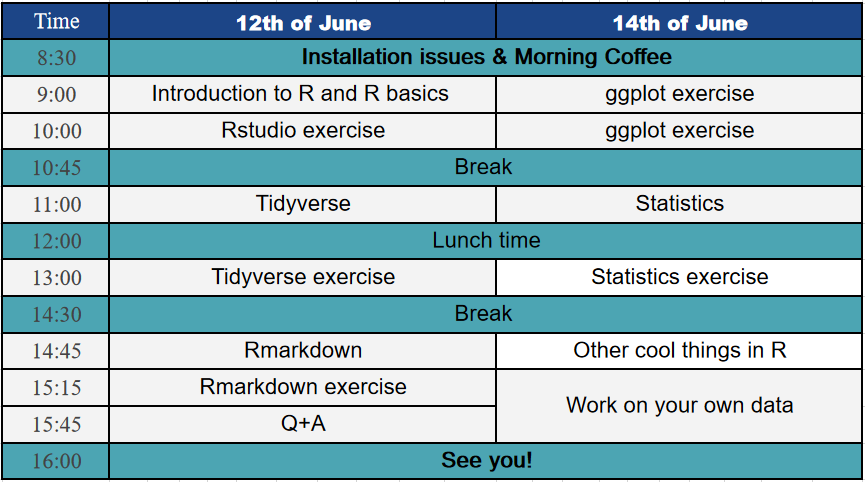 Time 12th of June 14th of June
8:30 Installation issues & Morning Coffee
9:00 Introduction to R and R basics ggplot exercise
10:00 Rstudio exercise ggplot exercise
10:45 Break
11:00 Tidyverse Statistics
12:00 Lunch time
13:00 Tidyverse exercise Statistics exercise
14:30 Break
14:45 Rmarkdown Other cool things in R
15:15 Rmarkdown exercise
Work on your own data
15:45 Q+A
16:00 See you!